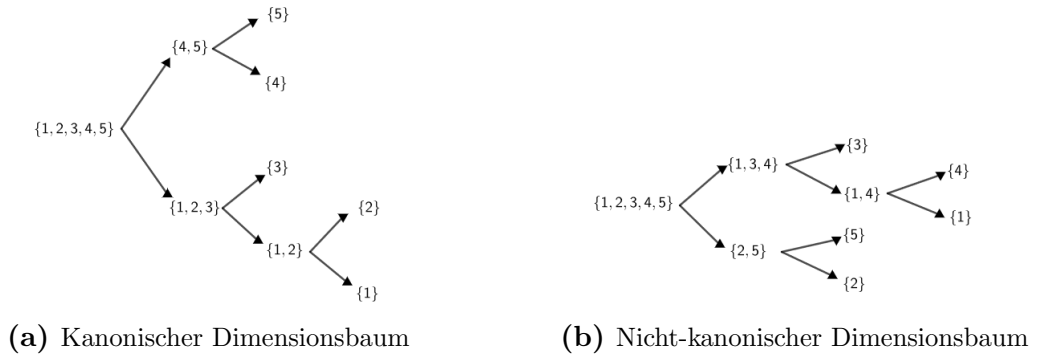 {5}
{4, 5}
{4}
{1, 2, 3, 4, 5}
{3}
{1, 2, 3}
{2}
{1, 2}
{1}
(a) Kanonischer Dimensionsbaum
{3}
{1, 3, 4}
{4}
{1, 4}
{1, 2, 3, 4, 5}
{1}
{5}
{2, 5}
{2}
(b) Nicht-kanonischer Dimensionsbaum